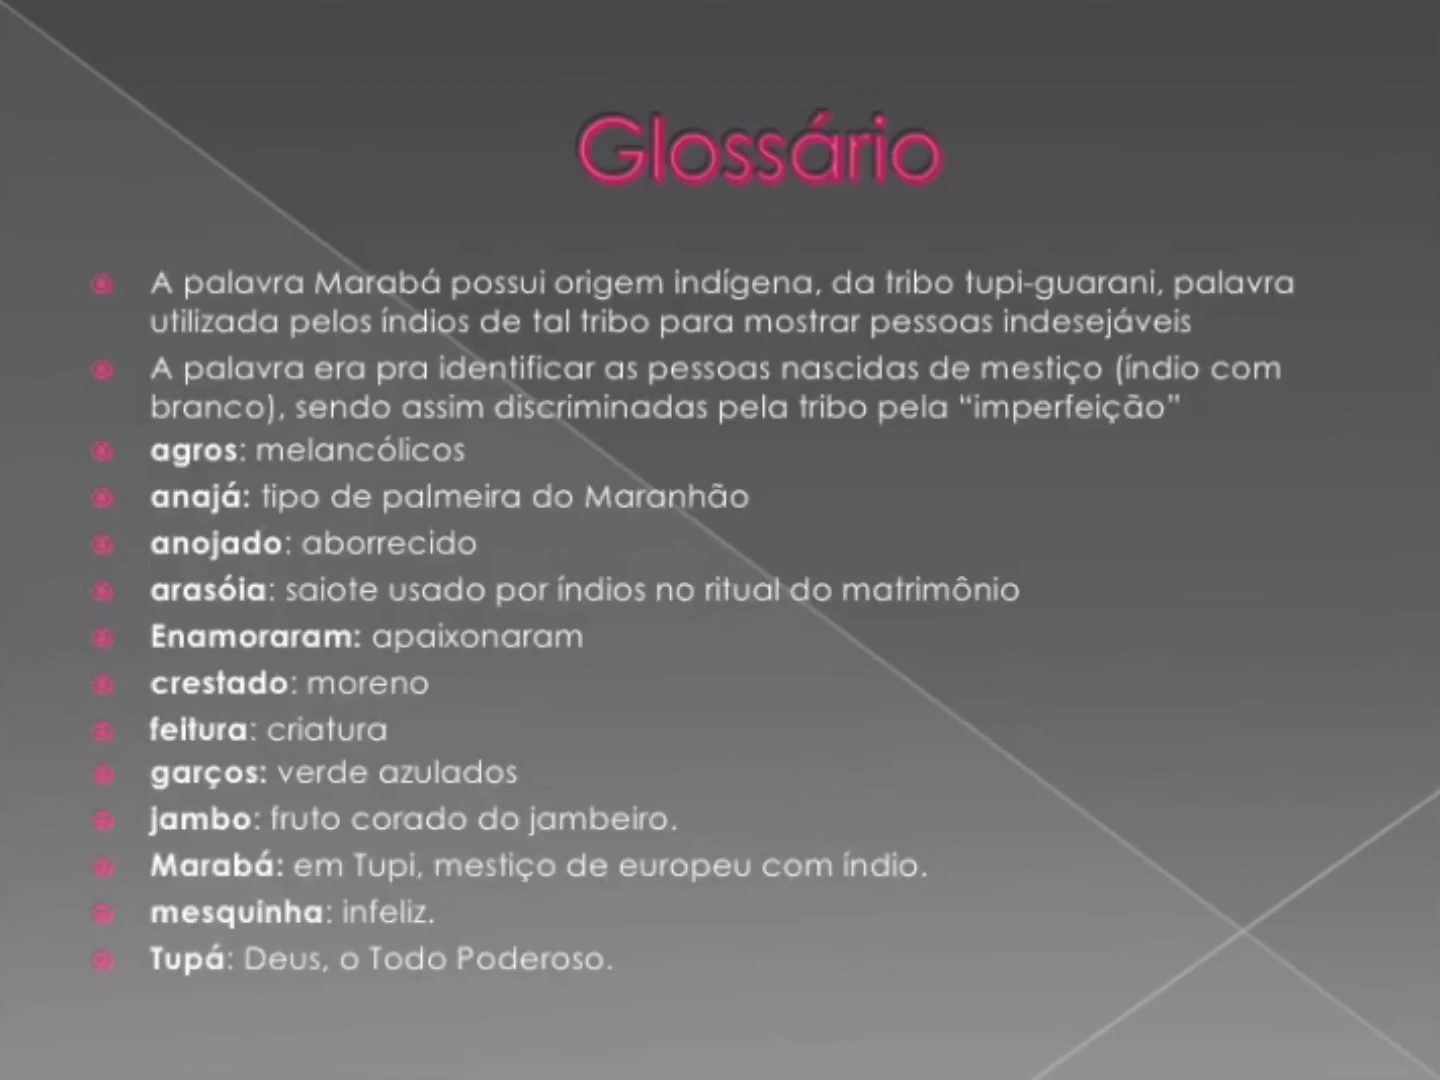 Glossário
A palavra Marabá possui origem indígena, da tribo tupi-guarani, palavra
utilizada pelos índios de tal tribo para mostrar pessoas indesejáveis
A palavra era pra identificar as pessoas nascidas de mestiço (índio com
branco), sendo assim discriminadas pela tribo pela “imperfeição”
agros: melancólicos
anajá: tipo de palmeira do Maranhão
anojado: aborrecido
arasóia: saiote usado por índios no ritual do matrimônio
Enamoraram: apaixonaram
crestado: moreno
feitura: criatura
garços: verde azulados
jambo: fruto corado do jambeiro.
Marabá: em Tupi, mestiço de europeu com índio.
mesquinha: infeliz.
Tupá: Deus, o Todo Poderoso.